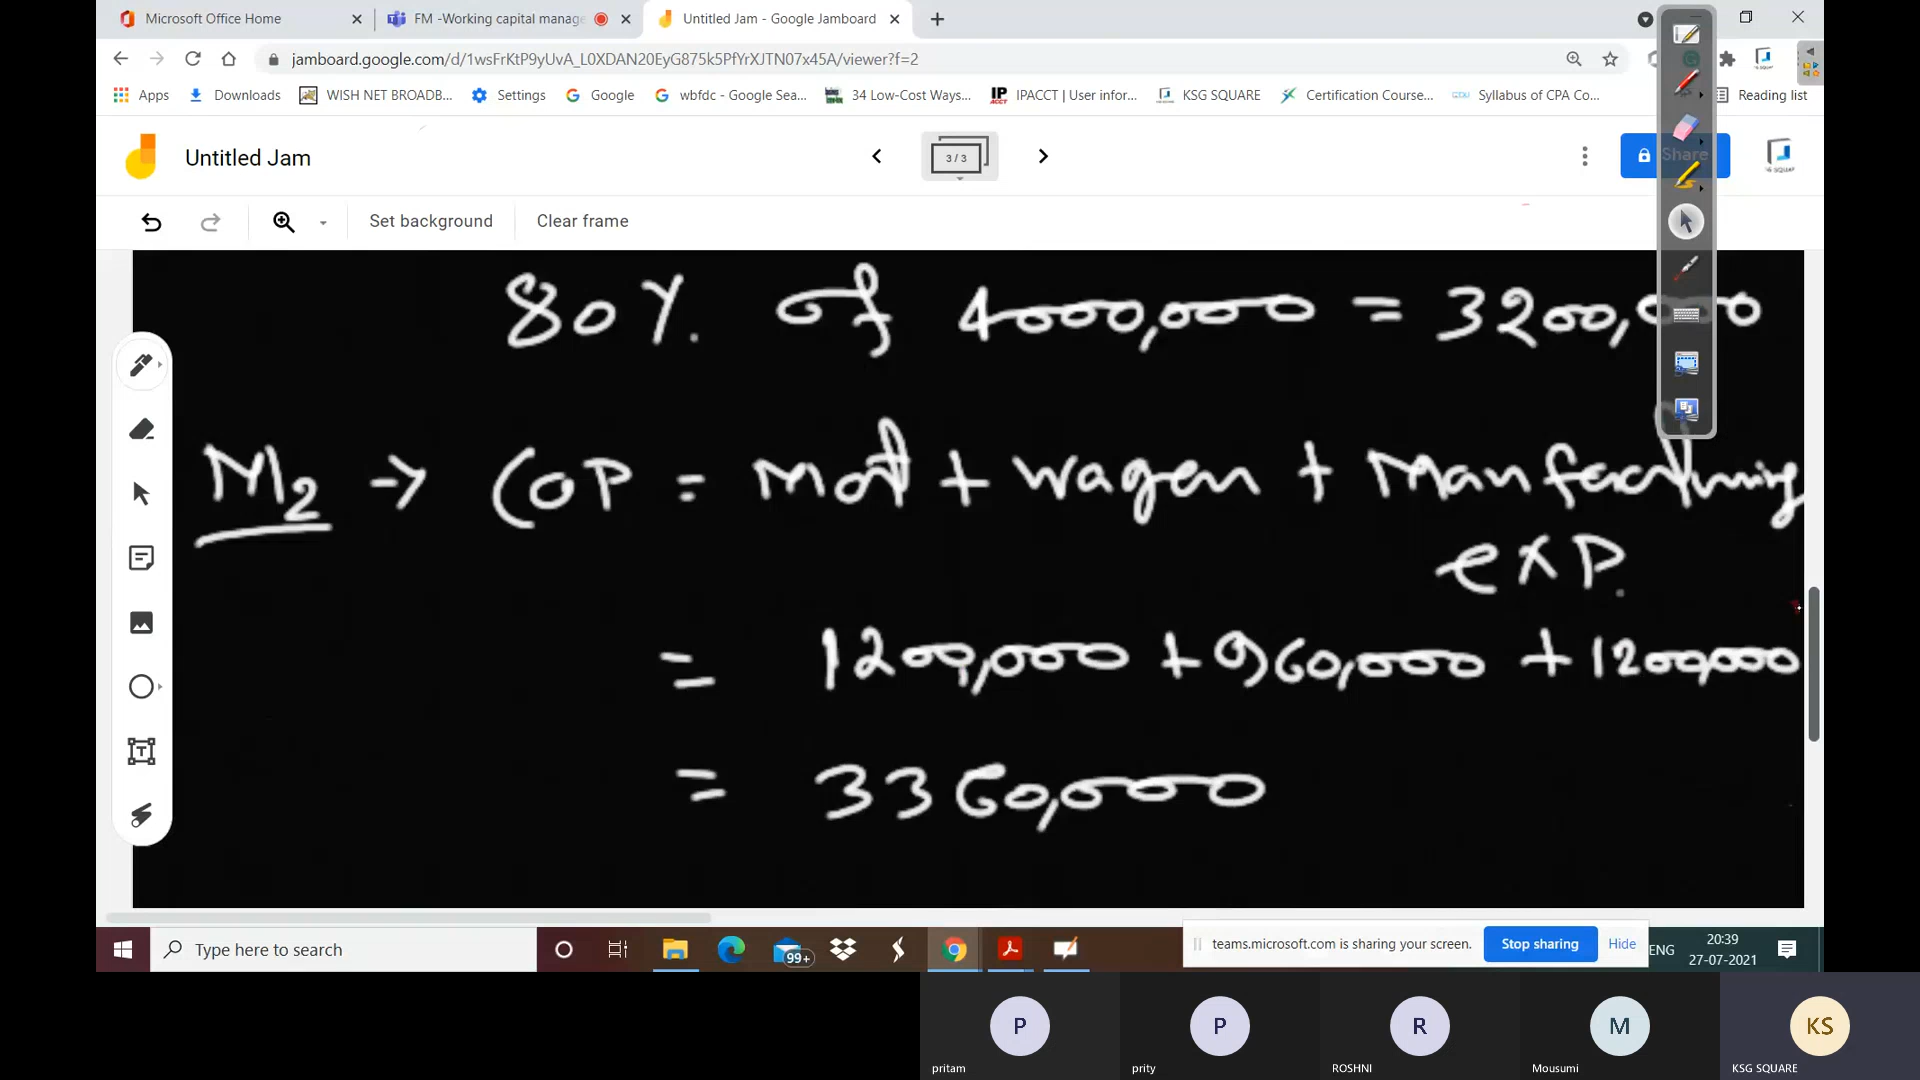 Microsoft Office Home
FM -Working capital manage
Untitled Jam - Google Jamboard
jamboard.google.com/d/1wsFrKtP9yUvA_L0XDAN20EyG875k5PfYrXJTN07x45A/viewer?f=2
Apps Downloads WISH NET BROADB... Settings Google wbfdc - Google Sea... 34 Low-Cost Ways... IPACCT | User infor... KSG SQUARE Certification Course... Syllabus of CPA Co... Reading list
Untitled Jam
3 / 3
Share
Set background Clear frame
80%. of 4000,000 = 3200,000
M2 → COP = Mat + wages + Manfacturing
exp.
= 1200,000 + 960,000 + 1200,000
= 3360,000
Type here to search
99+
teams.microsoft.com is sharing your screen. Stop sharing Hide
ENG
20:39
27-07-2021
P P R M KS
pritam prity ROSHNI Mousumi KSG SQUARE